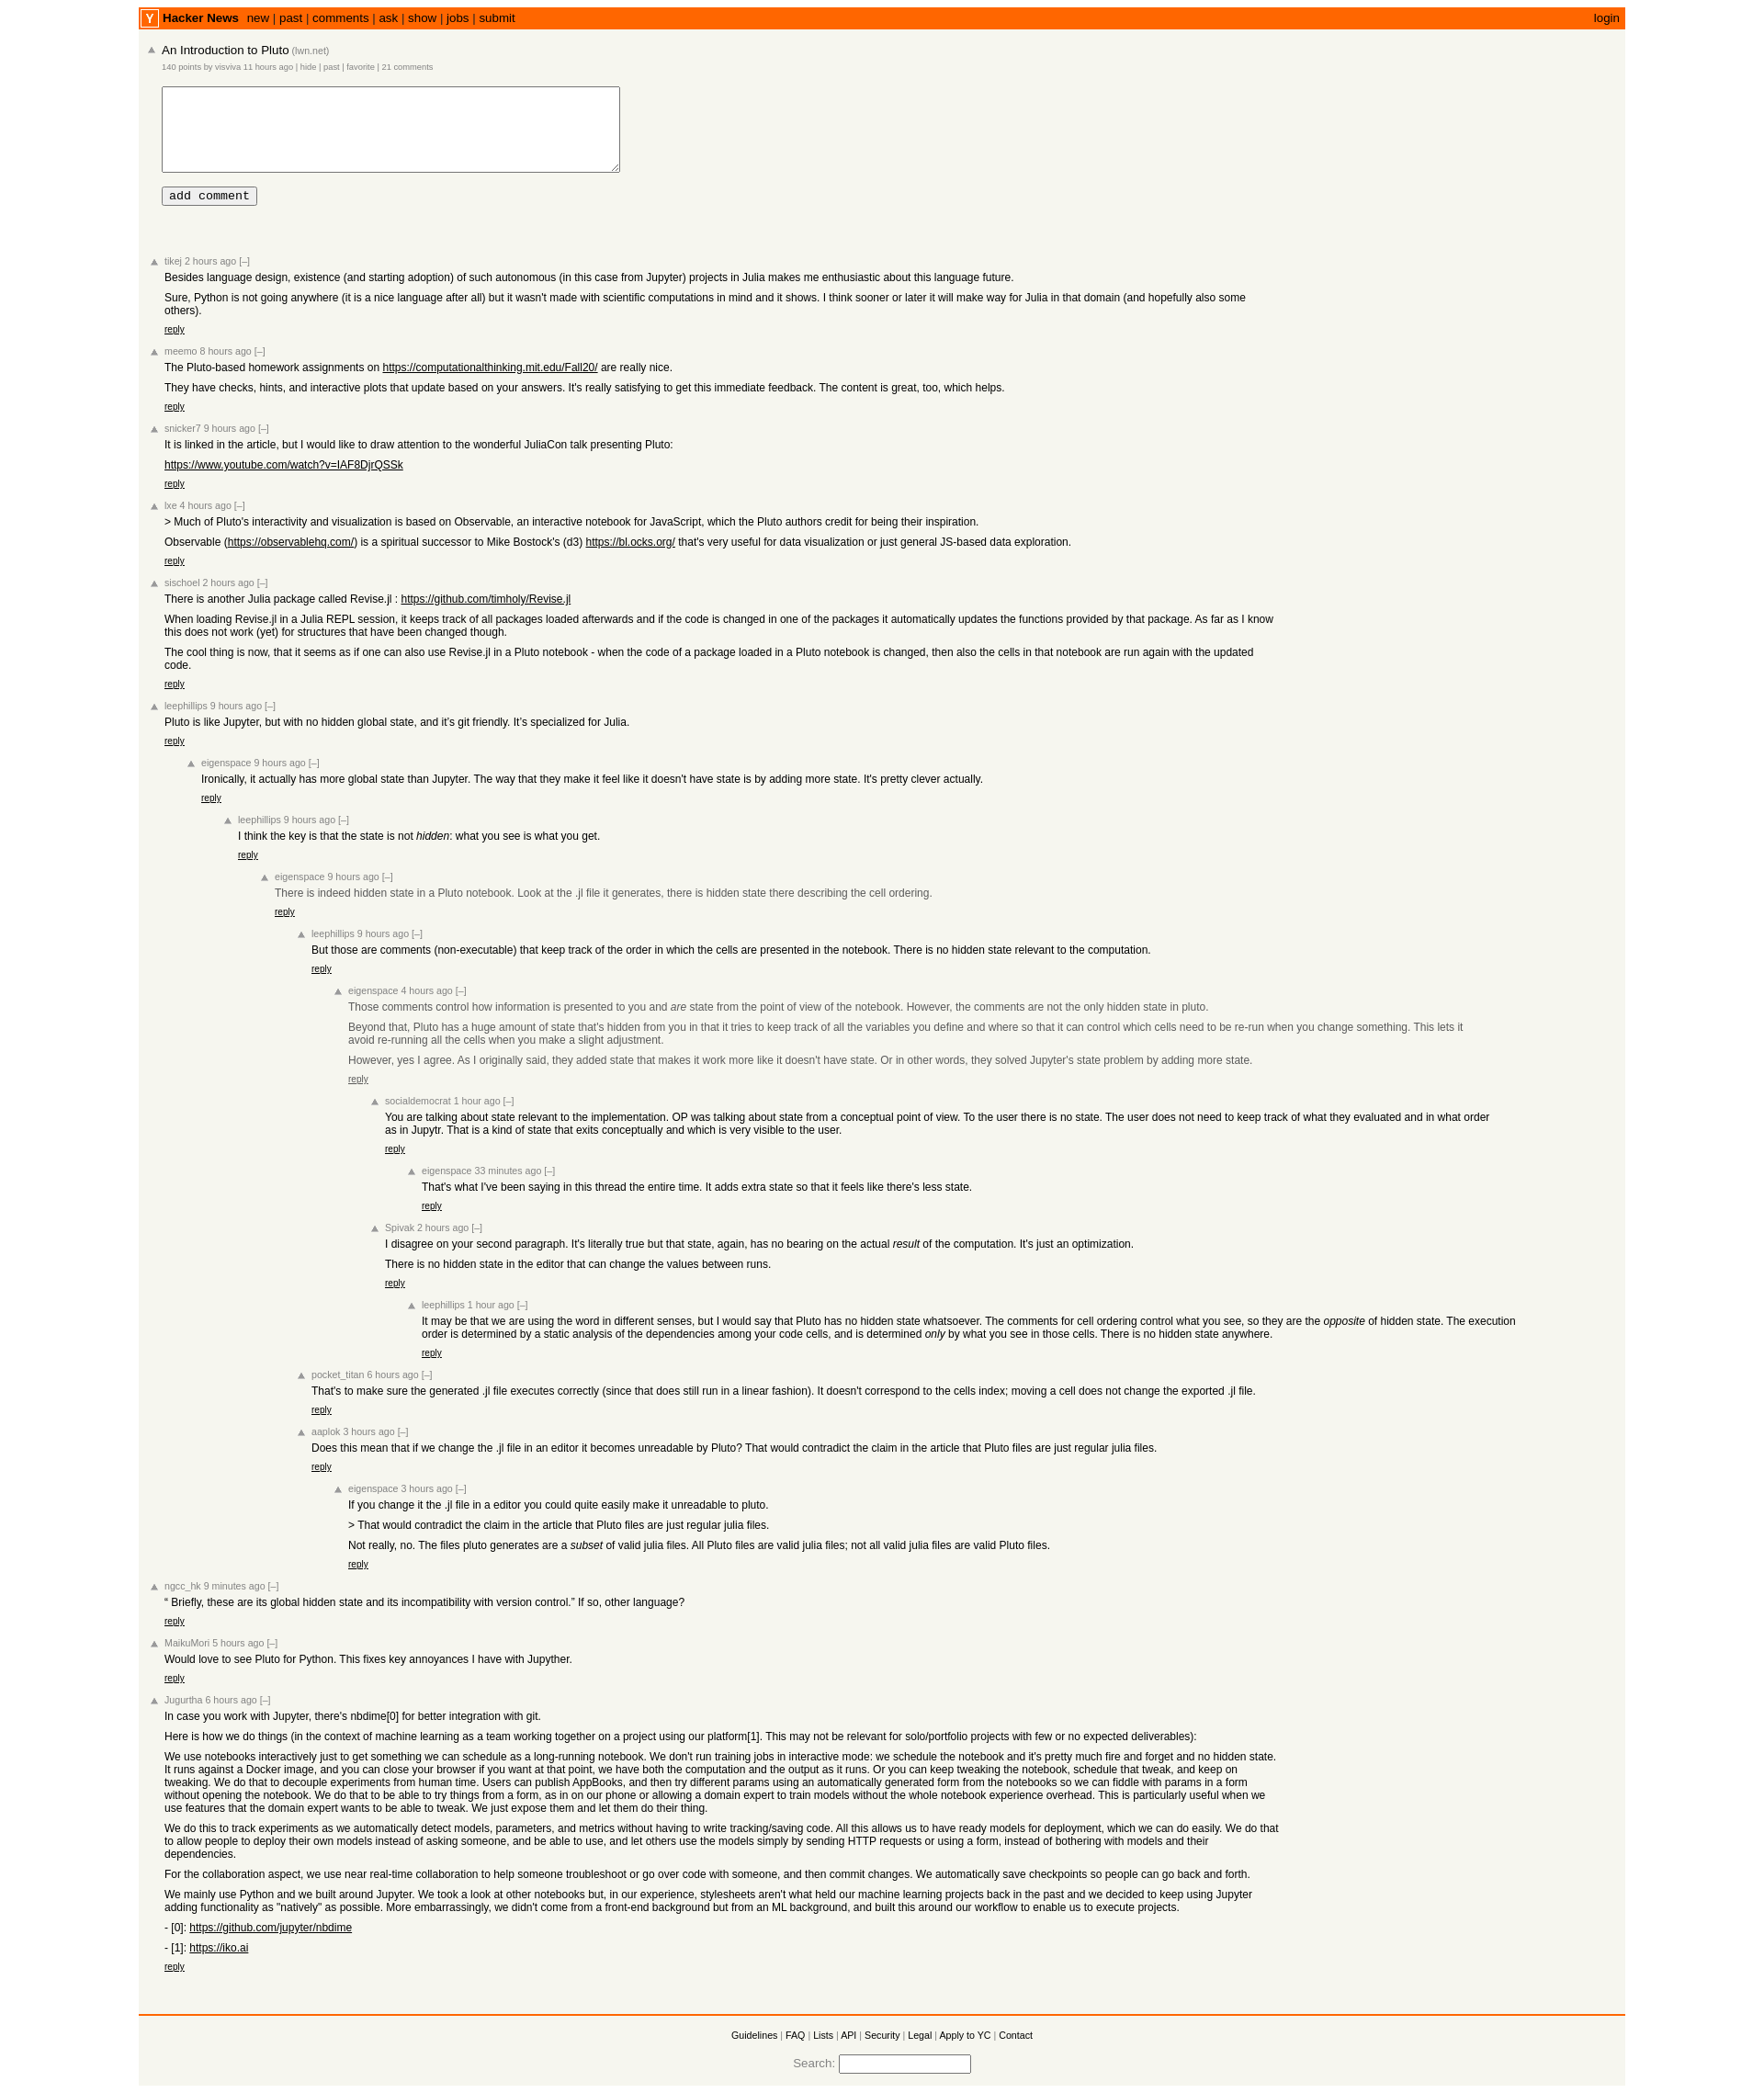 Y Hacker News new | past | comments | ask | show | jobs | submit login
An Introduction to Pluto (lwn.net)
140 points by visviva 11 hours ago | hide | past | favorite | 21 comments
add comment
tikej 2 hours ago [–]
Besides language design, existence (and starting adoption) of such autonomous (in this case from Jupyter) projects in Julia makes me enthusiastic about this language future.
Sure, Python is not going anywhere (it is a nice language after all) but it wasn't made with scientific computations in mind and it shows. I think sooner or later it will make way for Julia in that domain (and hopefully also some
others).
reply
meemo 8 hours ago [–]
The Pluto-based homework assignments on https://computationalthinking.mit.edu/Fall20/ are really nice.
They have checks, hints, and interactive plots that update based on your answers. It's really satisfying to get this immediate feedback. The content is great, too, which helps.
reply
snicker7 9 hours ago [–]
It is linked in the article, but I would like to draw attention to the wonderful JuliaCon talk presenting Pluto:
https://www.youtube.com/watch?v=IAF8DjrQSSk
reply
lxe 4 hours ago [–]
> Much of Pluto's interactivity and visualization is based on Observable, an interactive notebook for JavaScript, which the Pluto authors credit for being their inspiration.
Observable (https://observablehq.com/) is a spiritual successor to Mike Bostock's (d3) https://bl.ocks.org/ that's very useful for data visualization or just general JS-based data exploration.
reply
sischoel 2 hours ago [–]
There is another Julia package called Revise.jl : https://github.com/timholy/Revise.jl
When loading Revise.jl in a Julia REPL session, it keeps track of all packages loaded afterwards and if the code is changed in one of the packages it automatically updates the functions provided by that package. As far as I know
this does not work (yet) for structures that have been changed though.
The cool thing is now, that it seems as if one can also use Revise.jl in a Pluto notebook - when the code of a package loaded in a Pluto notebook is changed, then also the cells in that notebook are run again with the updated
code.
reply
leephillips 9 hours ago [–]
Pluto is like Jupyter, but with no hidden global state, and it’s git friendly. It’s specialized for Julia.
reply
eigenspace 9 hours ago [–]
Ironically, it actually has more global state than Jupyter. The way that they make it feel like it doesn't have state is by adding more state. It's pretty clever actually.
reply
leephillips 9 hours ago [–]
I think the key is that the state is not hidden: what you see is what you get.
reply
eigenspace 9 hours ago [–]
There is indeed hidden state in a Pluto notebook. Look at the .jl file it generates, there is hidden state there describing the cell ordering.
reply
leephillips 9 hours ago [–]
But those are comments (non-executable) that keep track of the order in which the cells are presented in the notebook. There is no hidden state relevant to the computation.
reply
eigenspace 4 hours ago [–]
Those comments control how information is presented to you and are state from the point of view of the notebook. However, the comments are not the only hidden state in pluto.
Beyond that, Pluto has a huge amount of state that's hidden from you in that it tries to keep track of all the variables you define and where so that it can control which cells need to be re-run when you change something. This lets it
avoid re-running all the cells when you make a slight adjustment.
However, yes I agree. As I originally said, they added state that makes it work more like it doesn't have state. Or in other words, they solved Jupyter's state problem by adding more state.
reply
socialdemocrat 1 hour ago [–]
You are talking about state relevant to the implementation. OP was talking about state from a conceptual point of view. To the user there is no state. The user does not need to keep track of what they evaluated and in what order
as in Jupytr. That is a kind of state that exits conceptually and which is very visible to the user.
reply
eigenspace 33 minutes ago [–]
That's what I've been saying in this thread the entire time. It adds extra state so that it feels like there's less state.
reply
Spivak 2 hours ago [–]
I disagree on your second paragraph. It's literally true but that state, again, has no bearing on the actual result of the computation. It's just an optimization.
There is no hidden state in the editor that can change the values between runs.
reply
leephillips 1 hour ago [–]
It may be that we are using the word in different senses, but I would say that Pluto has no hidden state whatsoever. The comments for cell ordering control what you see, so they are the opposite of hidden state. The execution
order is determined by a static analysis of the dependencies among your code cells, and is determined only by what you see in those cells. There is no hidden state anywhere.
reply
pocket_titan 6 hours ago [–]
That's to make sure the generated .jl file executes correctly (since that does still run in a linear fashion). It doesn't correspond to the cells index; moving a cell does not change the exported .jl file.
reply
aaplok 3 hours ago [–]
Does this mean that if we change the .jl file in an editor it becomes unreadable by Pluto? That would contradict the claim in the article that Pluto files are just regular julia files.
reply
eigenspace 3 hours ago [–]
If you change it the .jl file in a editor you could quite easily make it unreadable to pluto.
> That would contradict the claim in the article that Pluto files are just regular julia files.
Not really, no. The files pluto generates are a subset of valid julia files. All Pluto files are valid julia files; not all valid julia files are valid Pluto files.
reply
ngcc_hk 9 minutes ago [–]
“ Briefly, these are its global hidden state and its incompatibility with version control.” If so, other language?
reply
MaikuMori 5 hours ago [–]
Would love to see Pluto for Python. This fixes key annoyances I have with Jupyther.
reply
Jugurtha 6 hours ago [–]
In case you work with Jupyter, there's nbdime[0] for better integration with git.
Here is how we do things (in the context of machine learning as a team working together on a project using our platform[1]. This may not be relevant for solo/portfolio projects with few or no expected deliverables):
We use notebooks interactively just to get something we can schedule as a long-running notebook. We don't run training jobs in interactive mode: we schedule the notebook and it's pretty much fire and forget and no hidden state.
It runs against a Docker image, and you can close your browser if you want at that point, we have both the computation and the output as it runs. Or you can keep tweaking the notebook, schedule that tweak, and keep on
tweaking. We do that to decouple experiments from human time. Users can publish AppBooks, and then try different params using an automatically generated form from the notebooks so we can fiddle with params in a form
without opening the notebook. We do that to be able to try things from a form, as in on our phone or allowing a domain expert to train models without the whole notebook experience overhead. This is particularly useful when we
use features that the domain expert wants to be able to tweak. We just expose them and let them do their thing.
We do this to track experiments as we automatically detect models, parameters, and metrics without having to write tracking/saving code. All this allows us to have ready models for deployment, which we can do easily. We do that
to allow people to deploy their own models instead of asking someone, and be able to use, and let others use the models simply by sending HTTP requests or using a form, instead of bothering with models and their
dependencies.
For the collaboration aspect, we use near real-time collaboration to help someone troubleshoot or go over code with someone, and then commit changes. We automatically save checkpoints so people can go back and forth.
We mainly use Python and we built around Jupyter. We took a look at other notebooks but, in our experience, stylesheets aren't what held our machine learning projects back in the past and we decided to keep using Jupyter
adding functionality as "natively" as possible. More embarrassingly, we didn't come from a front-end background but from an ML background, and built this around our workflow to enable us to execute projects.
- [0]: https://github.com/jupyter/nbdime
- [1]: https://iko.ai
reply
Guidelines | FAQ | Lists | API | Security | Legal | Apply to YC | Contact
Search: